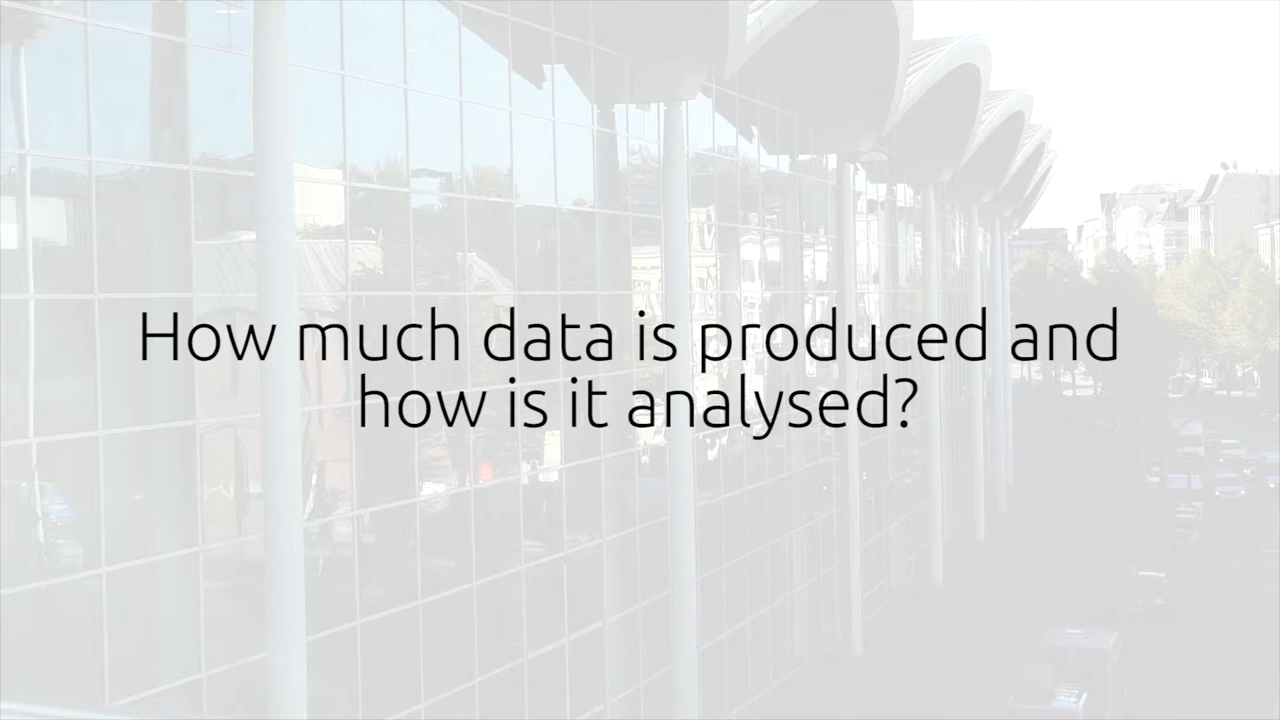 How much data is produced and
how is it analysed?